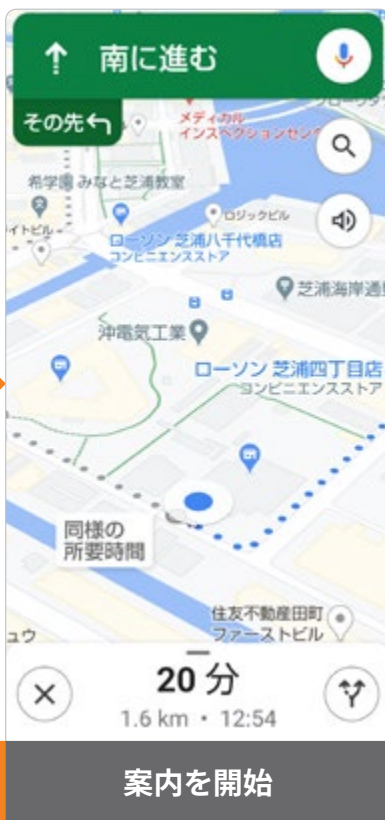 南に進む
その先
メディカル
インスペクションセン
希学園 みなと芝浦教室
イトビル
ロジックビル
ローソン 芝浦八千代橋店
コンビニエンスストア
芝浦海岸通
沖電気工業
ローソン 芝浦四丁目店
コンビニエンスストア
同様の
所要時間
住友不動産田町
ファーストビル
ュウ
20 分
1.6 km • 12:54
案内を開始